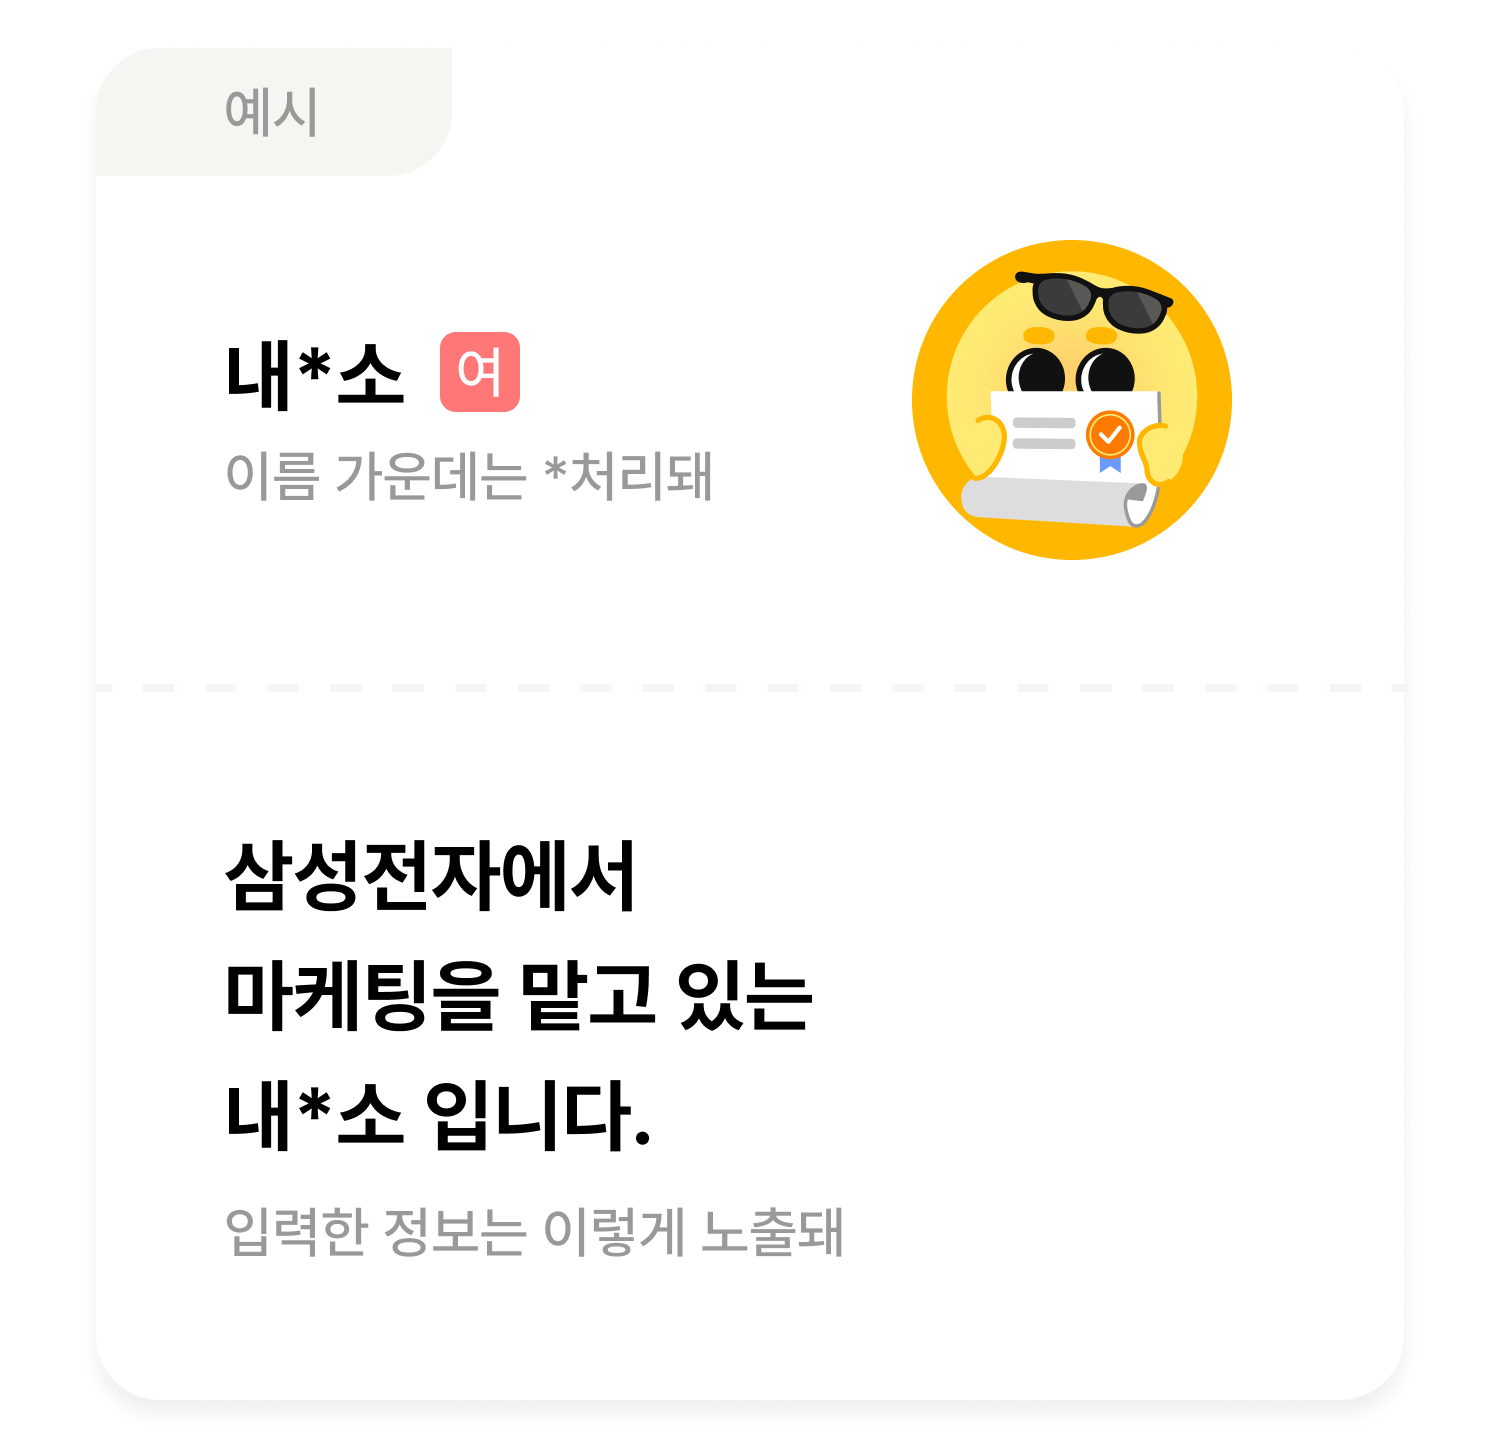 예시
내*소 여
이름 가운데는 *처리돼
삼성전자에서
마케팅을 맡고 있는
내*소 입니다.
입력한 정보는 이렇게 노출돼